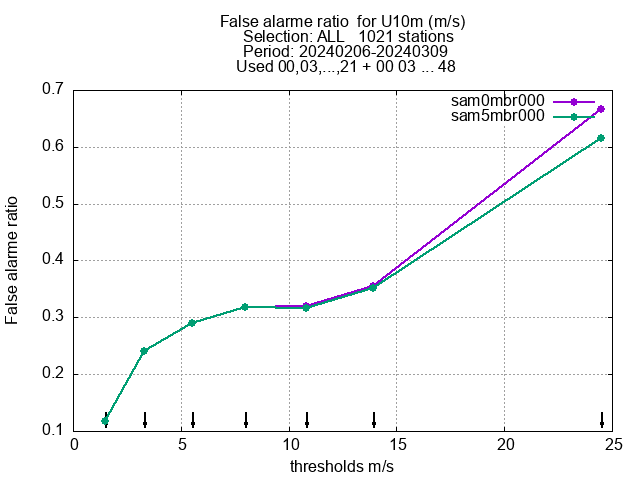 False alarme ratio  for U10m (m/s)
Selection: ALL   1021 stations
Period: 20240206-20240309
Used 00,03,...,21 + 00 03 ... 48
sam0mbr000
sam5mbr000
0.7
0.6
0.5
0.4
0.3
0.2
0.1
False alarme ratio
0 5 10 15 20 25
thresholds m/s